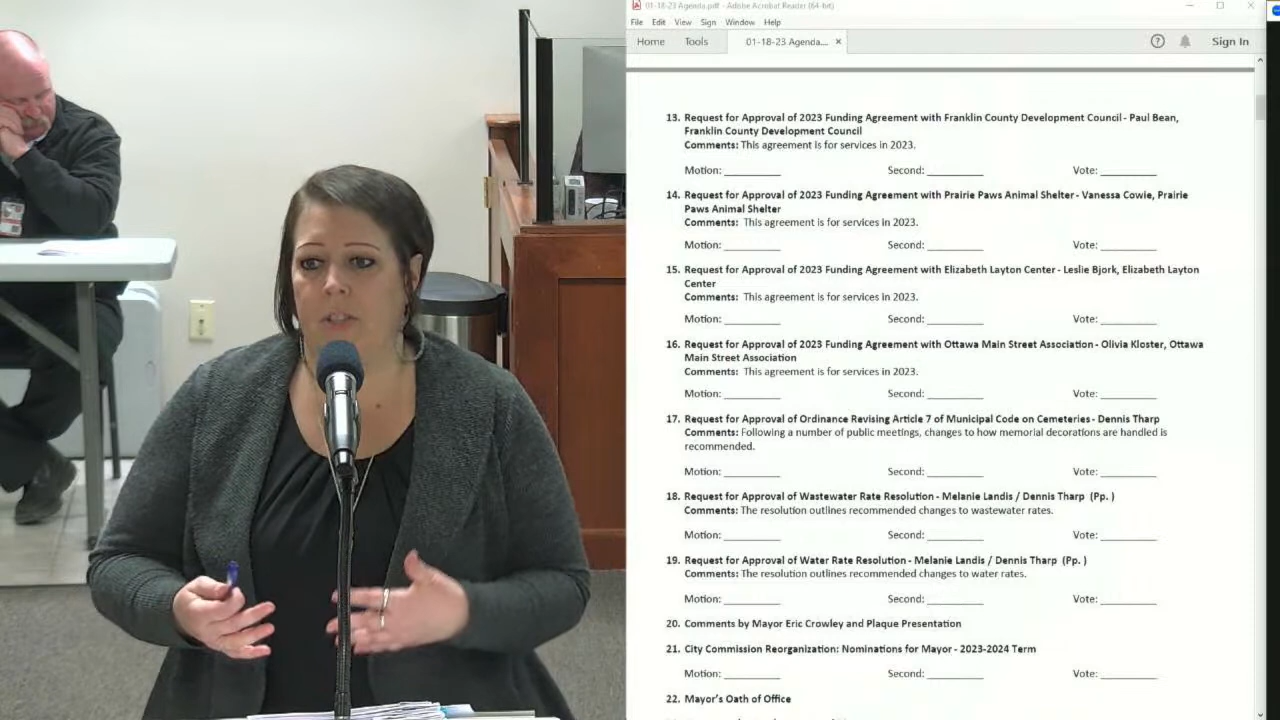 01-18-23 Agenda.pdf - Adobe Acrobat Reader (64-bit)
File Edit View Sign Window Help
Home Tools 01-18-23 Agenda... × Sign In
13. Request for Approval of 2023 Funding Agreement with Franklin County Development Council - Paul Bean,
Franklin County Development Council
Comments: This agreement is for services in 2023.
Motion: __________ Second: __________ Vote: __________
14. Request for Approval of 2023 Funding Agreement with Prairie Paws Animal Shelter - Vanessa Cowie, Prairie
Paws Animal Shelter
Comments: This agreement is for services in 2023.
Motion: __________ Second: __________ Vote: __________
15. Request for Approval of 2023 Funding Agreement with Elizabeth Layton Center - Leslie Bjork, Elizabeth Layton
Center
Comments: This agreement is for services in 2023.
Motion: __________ Second: __________ Vote: __________
16. Request for Approval of 2023 Funding Agreement with Ottawa Main Street Association - Olivia Kloster, Ottawa
Main Street Association
Comments: This agreement is for services in 2023.
Motion: __________ Second: __________ Vote: __________
17. Request for Approval of Ordinance Revising Article 7 of Municipal Code on Cemeteries - Dennis Tharp
Comments: Following a number of public meetings, changes to how memorial decorations are handled is
recommended.
Motion: __________ Second: __________ Vote: __________
18. Request for Approval of Wastewater Rate Resolution - Melanie Landis / Dennis Tharp (Pp. )
Comments: The resolution outlines recommended changes to wastewater rates.
Motion: __________ Second: __________ Vote: __________
19. Request for Approval of Water Rate Resolution - Melanie Landis / Dennis Tharp (Pp. )
Comments: The resolution outlines recommended changes to water rates.
Motion: __________ Second: __________ Vote: __________
20. Comments by Mayor Eric Crowley and Plaque Presentation
21. City Commission Reorganization: Nominations for Mayor - 2023-2024 Term
Motion: __________ Second: __________ Vote: __________
22. Mayor's Oath of Office